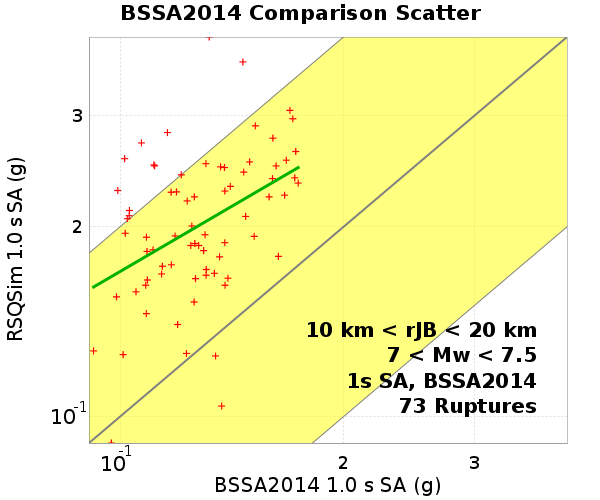 BSSA2014 Comparison Scatter
RSQSim 1.0 s SA (g)
3
2
10-1
10 km < rJB < 20 km
7 < Mw < 7.5
1s SA, BSSA2014
73 Ruptures
10-1 2 3
BSSA2014 1.0 s SA (g)